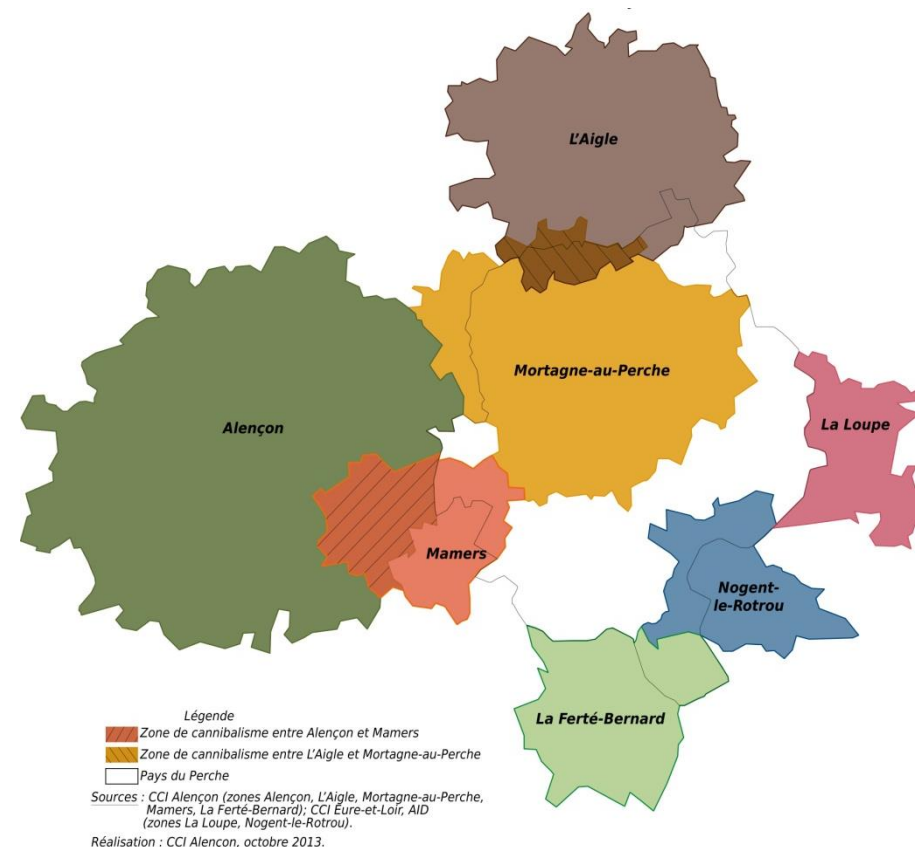 L'Aigle
Mortagne-au-Perche
Alençon
La Loupe
Mamers
Nogent-
le-Rotrou
La Ferté-Bernard
Légende
Zone de cannibalisme entre Alençon et Mamers
Zone de cannibalisme entre L'Aigle et Mortagne-au-Perche
Pays du Perche
Sources : CCI Alençon (zones Alençon, L'Aigle, Mortagne-au-Perche,
Mamers, La Ferté-Bernard); CCI Eure-et-Loir, AID
(zones La Loupe, Nogent-le-Rotrou).
Réalisation : CCI Alençon, octobre 2013.